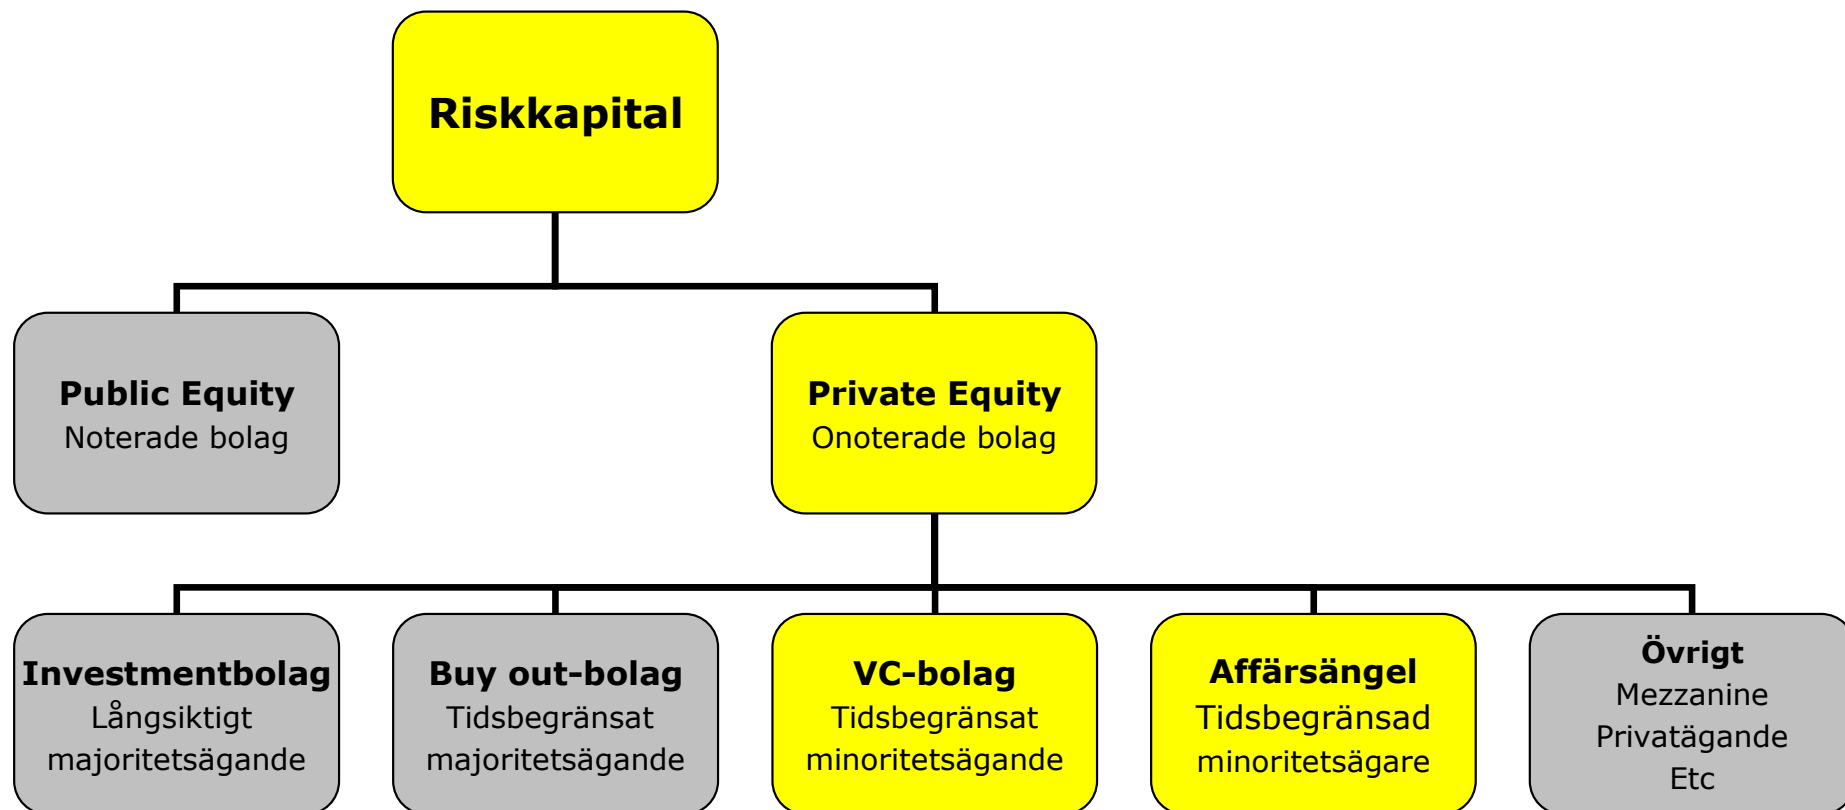 Riskkapital
Public Equity
Noterade bolag
Private Equity
Onoterade bolag
Investmentbolag
Långsiktigt
majoritetsägande
Buy out-bolag
Tidsbegränsat
majoritetsägande
VC-bolag
Tidsbegränsat
minoritetsägande
Affärsängel
Tidsbegränsad
minoritetsägare
Övrigt
Mezzanine
Privatägande
Etc